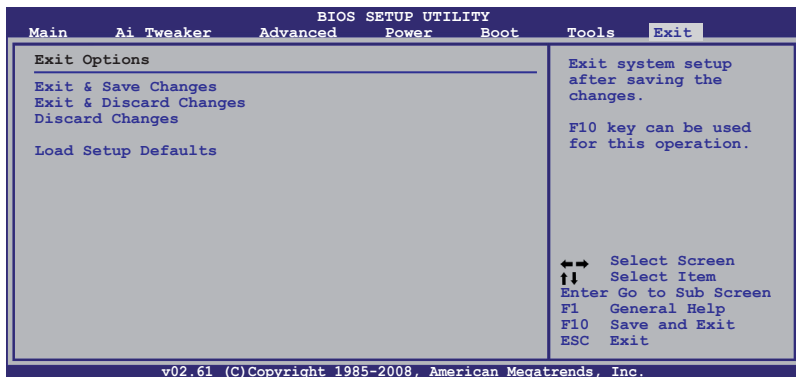 BIOS SETUP UTILITY
Main Ai Tweaker Advanced Power Boot Tools Exit
Exit Options
Exit & Save Changes
Exit & Discard Changes
Discard Changes
Load Setup Defaults
Exit system setup
after saving the
changes.
F10 key can be used
for this operation.
←→ Select Screen
↑↓ Select Item
Enter Go to Sub Screen
F1 General Help
F10 Save and Exit
ESC Exit
v02.61 (C)Copyright 1985-2008, American Megatrends, Inc.